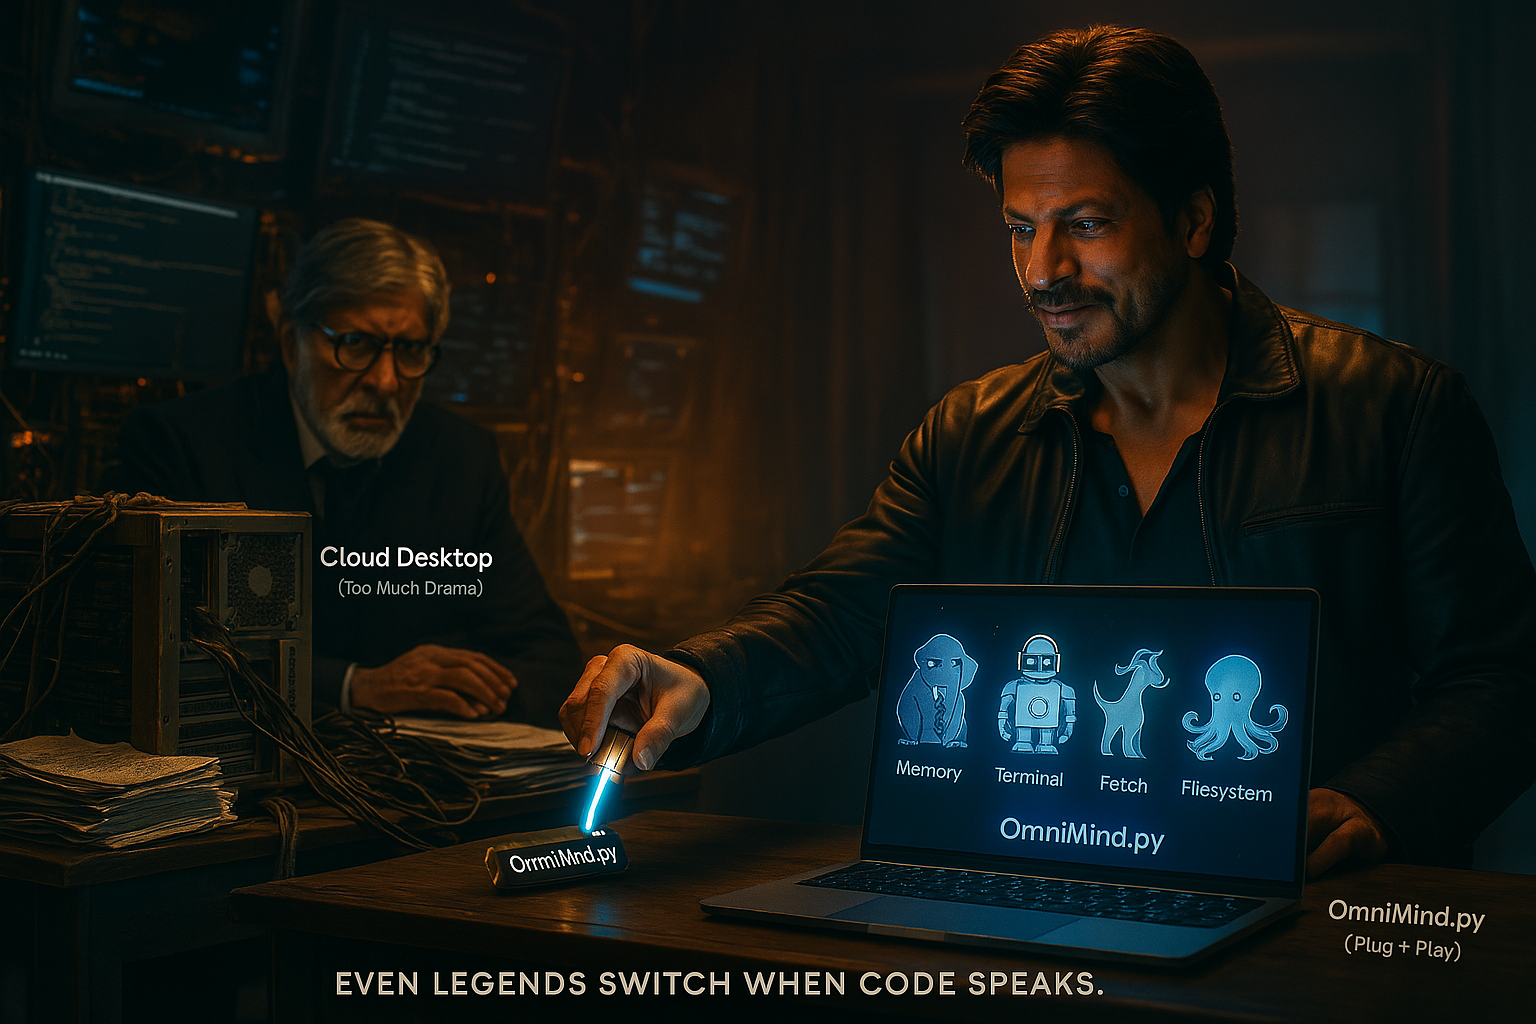 Cloud Desktop
(Too Much Drama)
Memory
Terminal
Fetch
Fliesystem
OmniMind.py
OrrmiMnd.py
OmniMind.py
(Plug + Play)
EVEN LEGENDS SWITCH WHEN CODE SPEAKS.